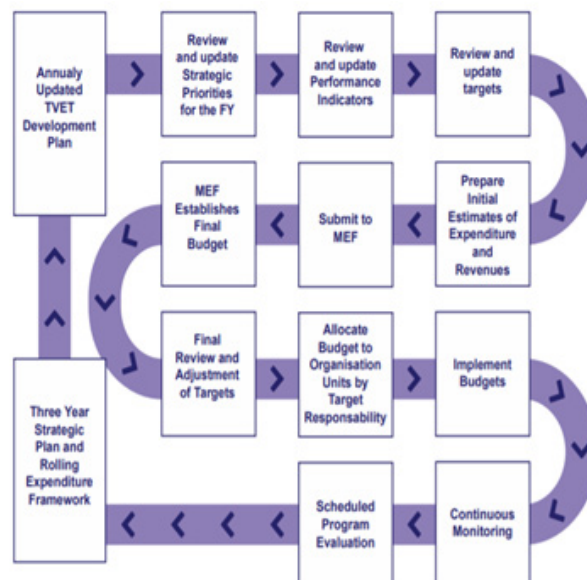 Annualy
Updated
TVET
Development
Plan
Review
and update
Strategic
Priorities
for the FY
Review
and update
Performance
Indicators
Review and
update
targets
MEF
Establishes
Final
Budget
Submit to
MEF
Prepare
Initial
Estimates of
Expenditure
and
Revenues
Final
Review and
Adjustment
of Targets
Allocate
Budget to
Organisation
Units by
Target
Responsability
Implement
Budgets
Three Year
Strategic
Plan and
Rolling
Expenditure
Framework
Scheduled
Program
Evaluation
Continuous
Monitoring